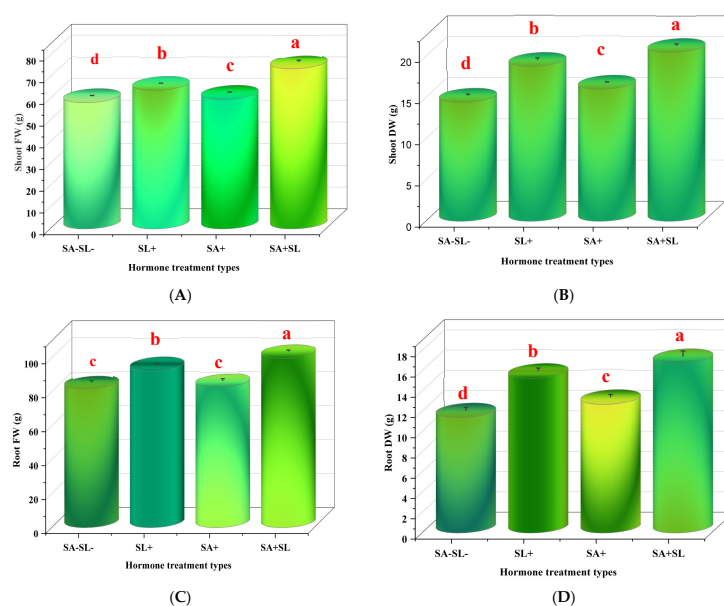 80
70
60
50
40
30
20
10
0
Shoot FW (g)
d
b
c
a
SA-SL- SL+ SA+ SA+SL
Hormone treatment types
(A)
20
15
10
5
0
Shoot DW (g)
d
b
c
a
SA-SL- SL+ SA+ SA+SL
Hormone treatment types
(B)
100
80
60
40
20
0
Root FW (g)
c
b
c
a
SA-SL- SL+ SA+ SA+SL
Hormone treatment types
(C)
18
16
14
12
10
8
6
4
2
0
Root DW (g)
d
b
c
a
SA-SL- SL+ SA+ SA+SL
Hormone treatment types
(D)